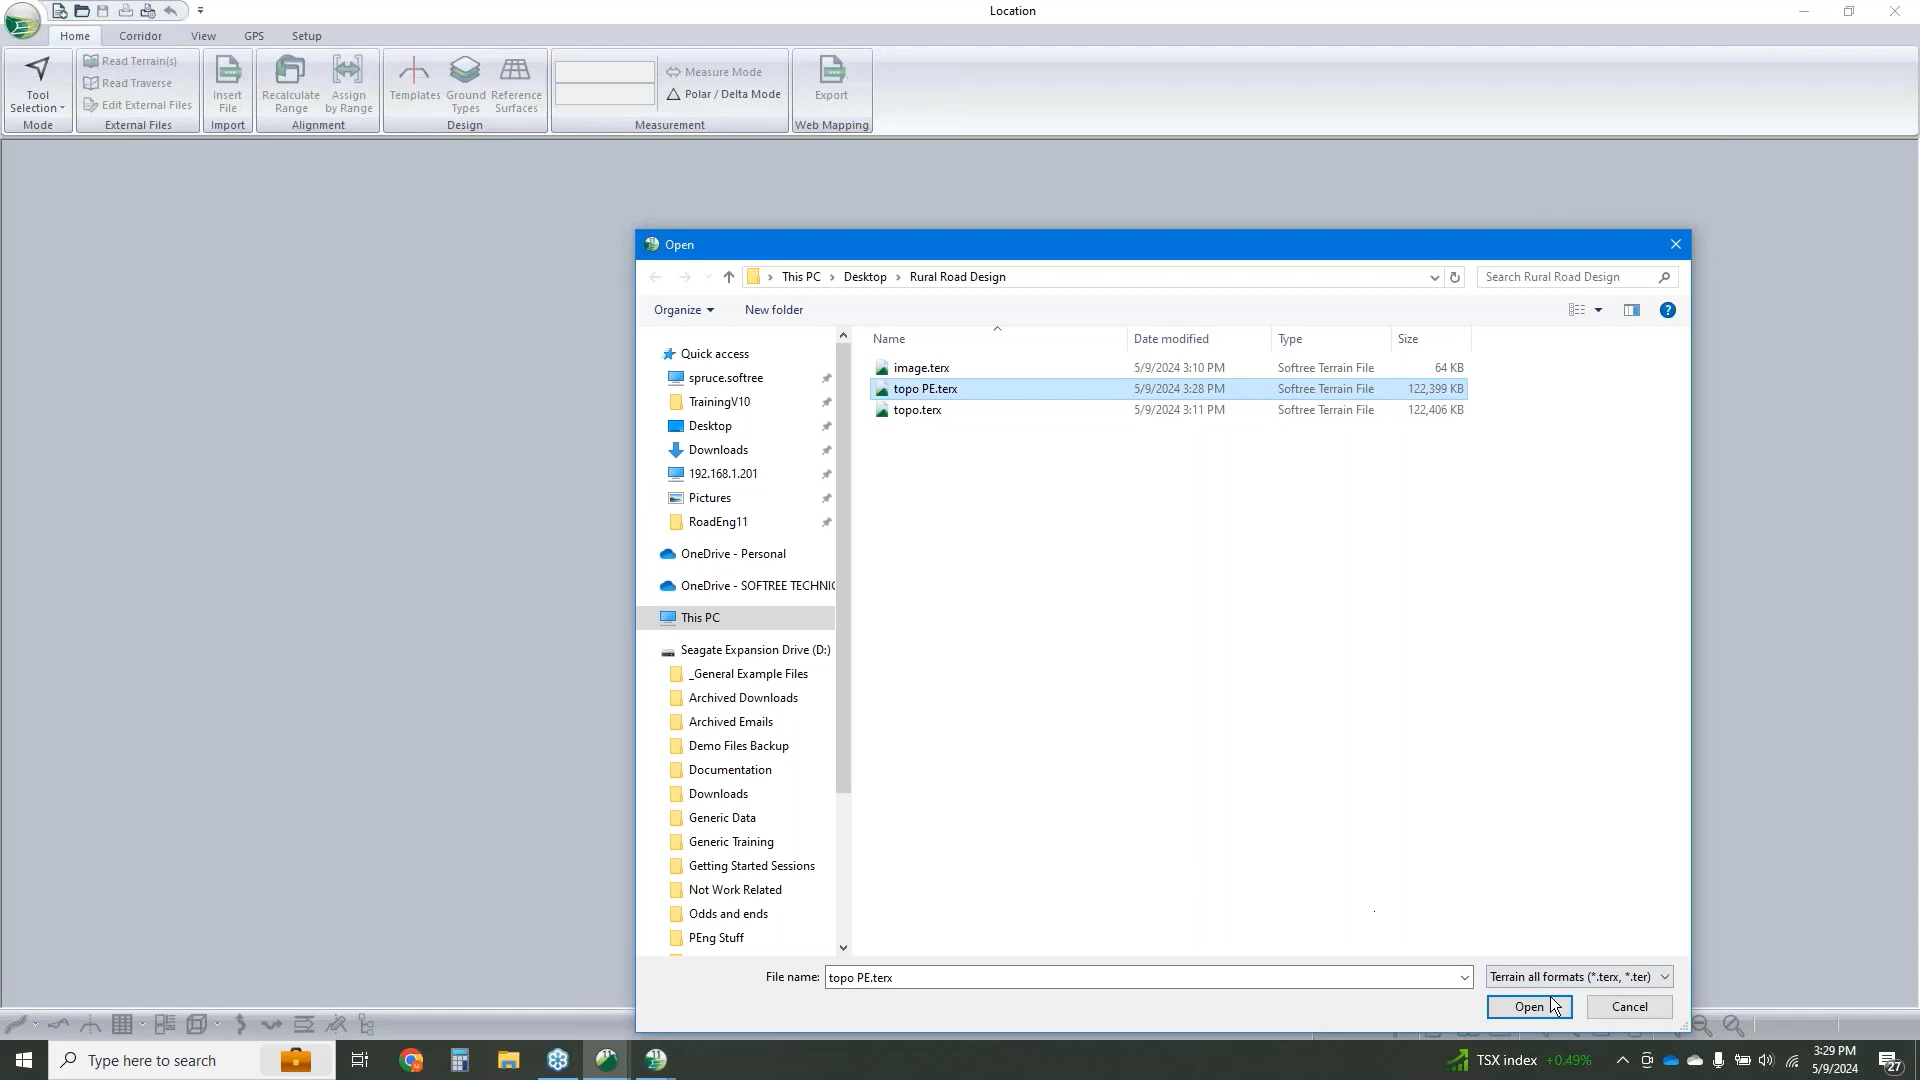 Location
Home Corridor View GPS Setup
Tool Selection Mode
Read Terrain(s)
Read Traverse
Edit External Files
External Files
Insert File
Import
Recalculate Range
Assign by Range
Alignment
Templates
Ground Types
Reference Surfaces
Design
Measure Mode
Polar / Delta Mode
Measurement
Export
Web Mapping
Open
This PC Desktop Rural Road Design
Search Rural Road Design
Organize New folder
Name Date modified Type Size
image.terx 5/9/2024 3:10 PM Softree Terrain File 64 KB
topo PE.terx 5/9/2024 3:28 PM Softree Terrain File 122,399 KB
topo.terx 5/9/2024 3:11 PM Softree Terrain File 122,406 KB
Quick access
spruce.softree
TrainingV10
Desktop
Downloads
192.168.1.201
Pictures
RoadEng11
OneDrive - Personal
OneDrive - SOFTREE TECHNIC
This PC
Seagate Expansion Drive (D:)
_General Example Files
Archived Downloads
Archived Emails
Demo Files Backup
Documentation
Downloads
Generic Data
Generic Training
Getting Started Sessions
Not Work Related
Odds and ends
PEng Stuff
File name: topo PE.terx Terrain all formats (*.terx, *.ter)
Open Cancel
Type here to search
TSX index +0.49%
3:29 PM
5/9/2024
27